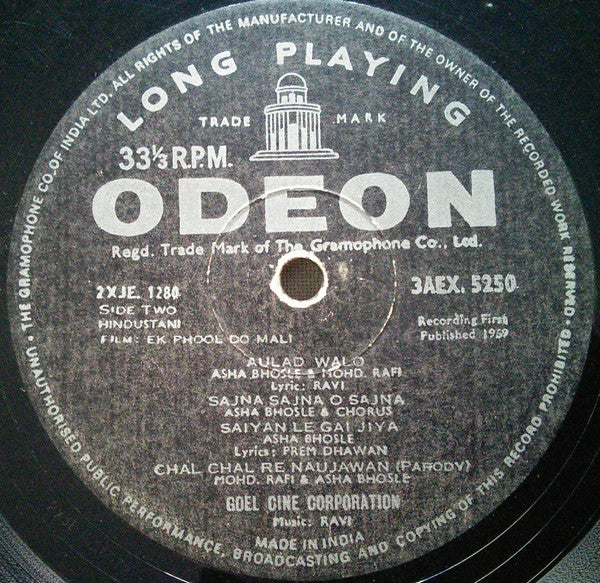 THE GRAMOPHONE CO. OF INDIA LTD. ALL RIGHTS OF THE MANUFACTURER AND OF THE OWNER OF THE RECORDED WORK RESERVED ·
LONG PLAYING
TRADE MARK
33⅓ R.P.M.
ODEON
Regd. Trade Mark of The Gramophone Co., Ltd.
2XJE. 1280
3AEX. 5250
SIDE TWO
HINDUSTANI
Recording First
Published 1959
FILM: EK PHOOL DO MALI
AULAD WALO
ASHA BHOSLE & MOHD. RAFI
Lyric: RAVI
SAJNA SAJNA O SAJNA
ASHA BHOSLE & CHORUS
SAIYAN LE GAI JIYA
ASHA BHOSLE
Lyrics: PREM DHAWAN
CHAL CHAL RE NAUJAWAN (PARODY)
MOHD. RAFI & ASHA BHOSLE
GOEL CINE CORPORATION
Music: RAVI
MADE IN INDIA
UNAUTHORISED PUBLIC PERFORMANCE, BROADCASTING AND COPYING OF THIS RECORD PROHIBITED ·